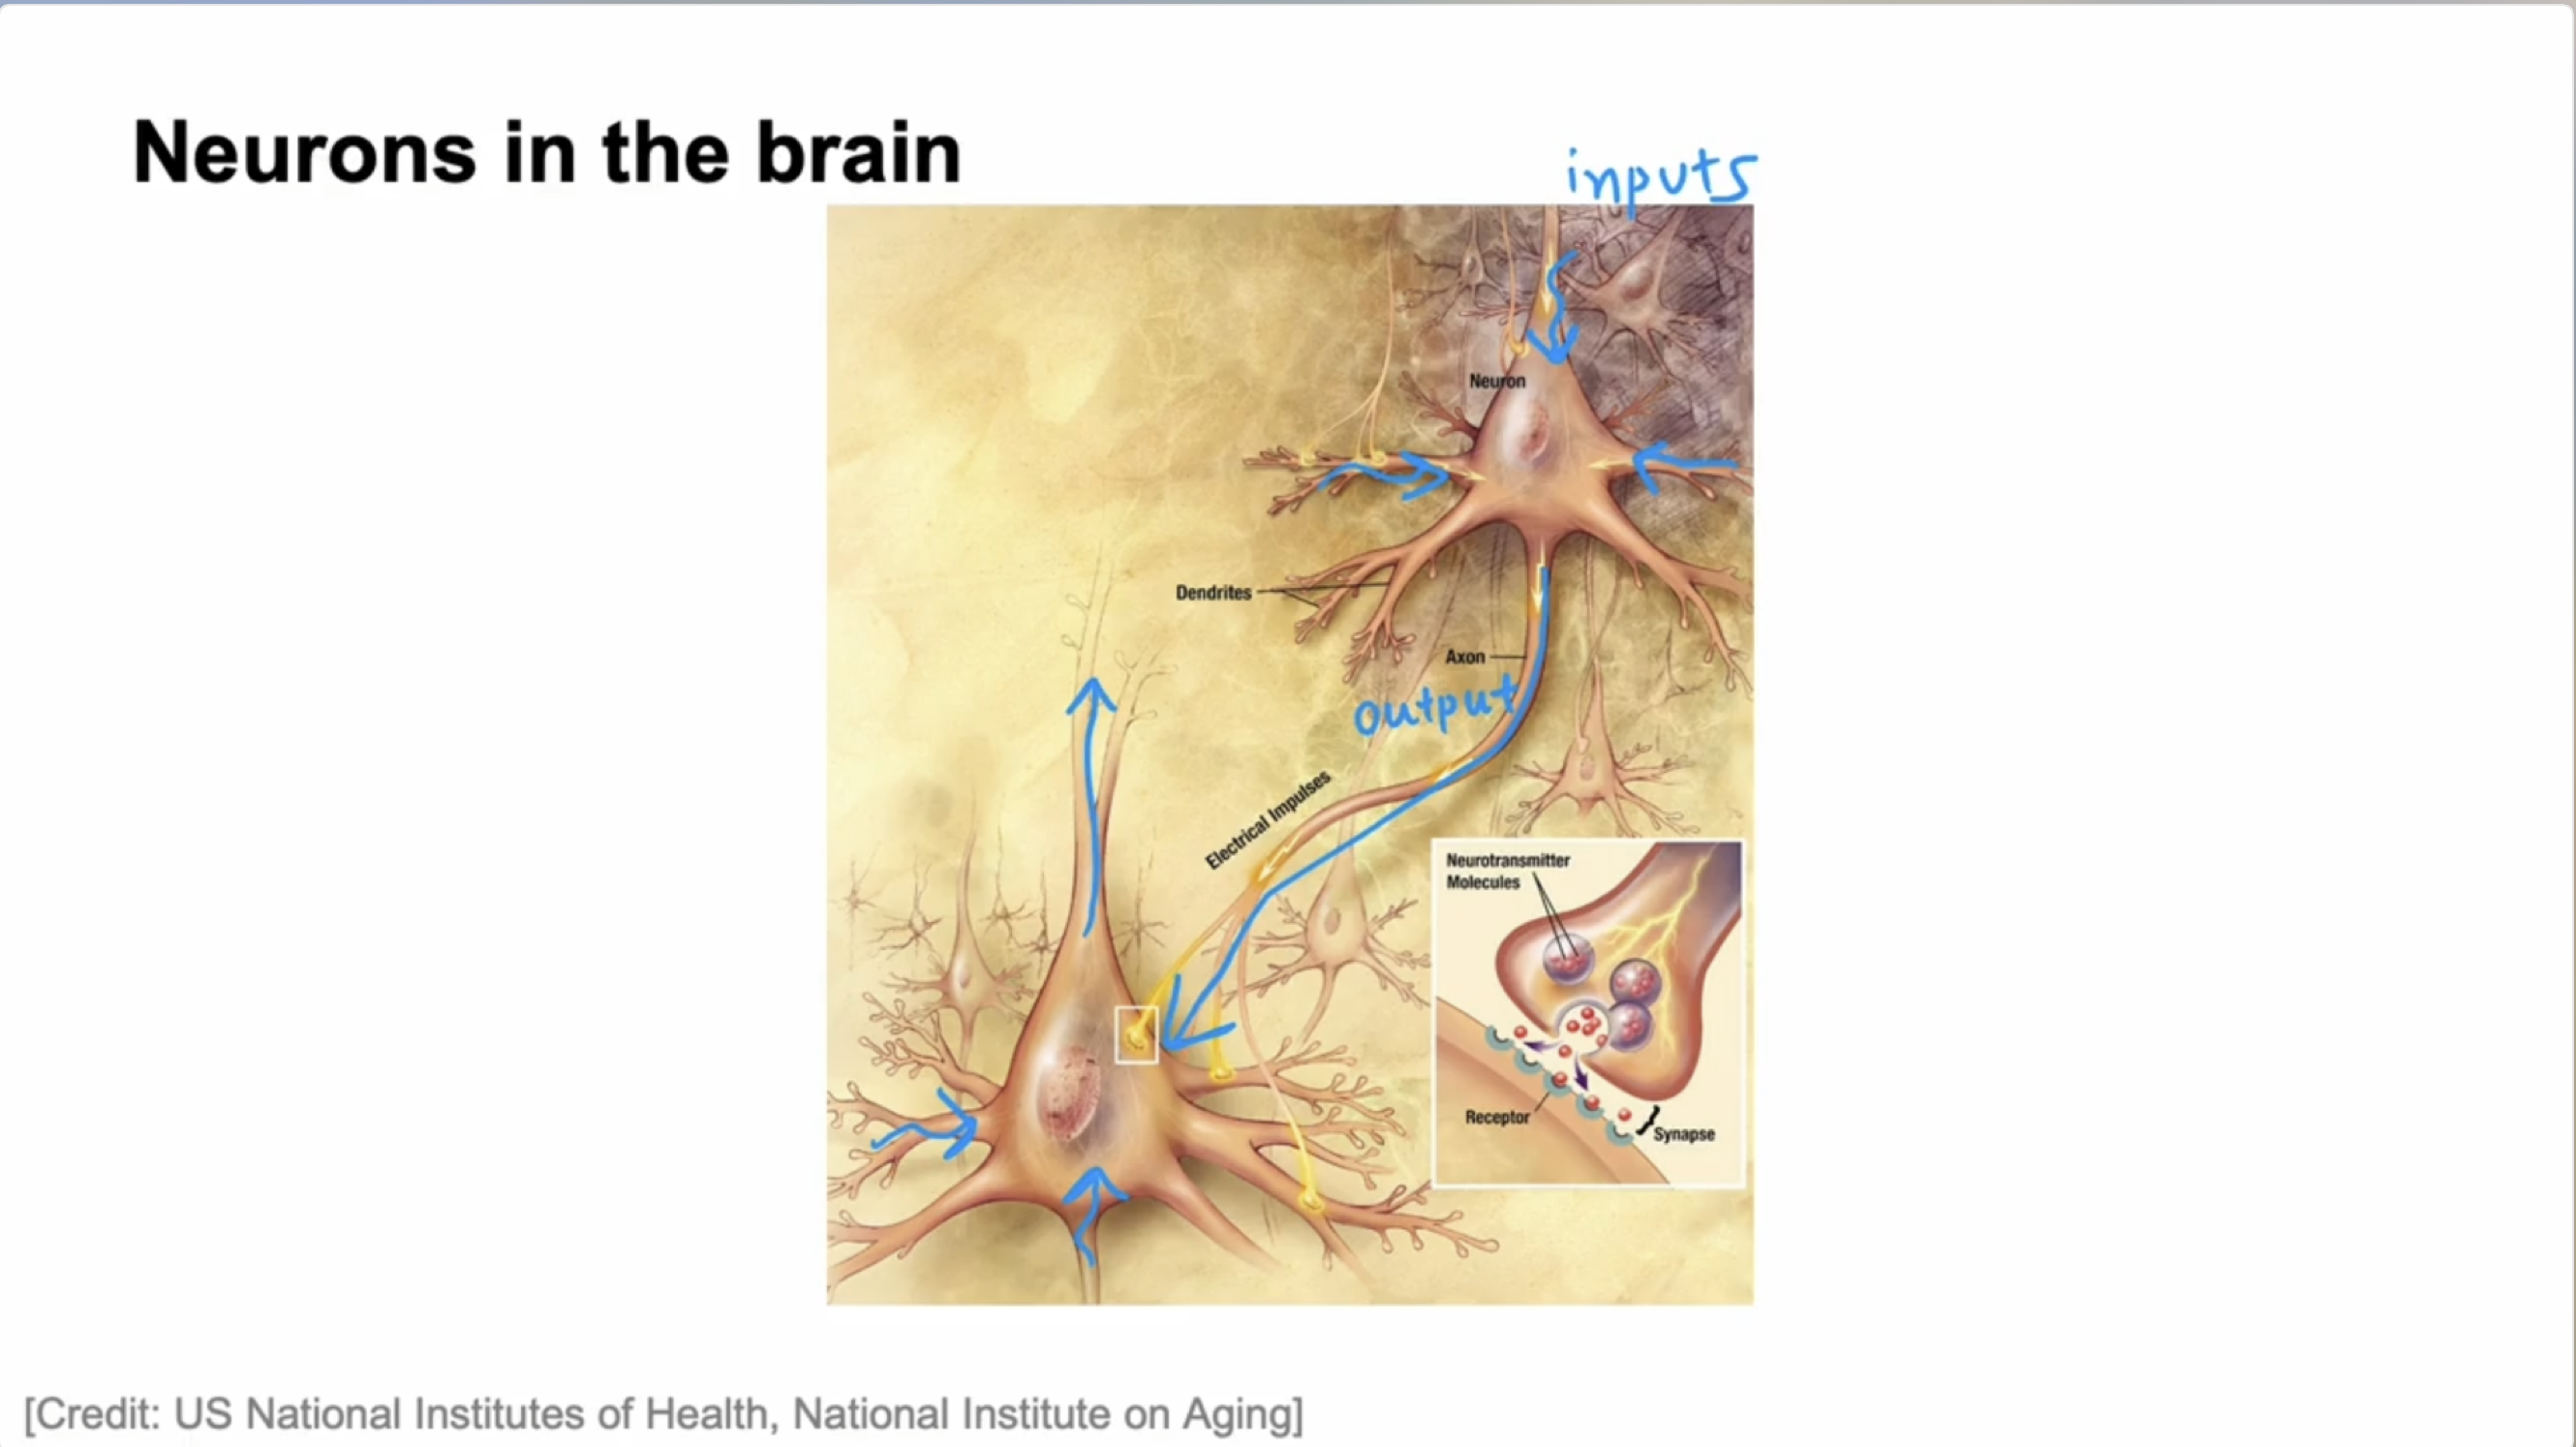 Neurons in the brain
inputs
Neuron
Dendrites
Axon
output
Electrical Impulses
Neurotransmitter
Molecules
Receptor
Synapse
[Credit: US National Institutes of Health, National Institute on Aging]